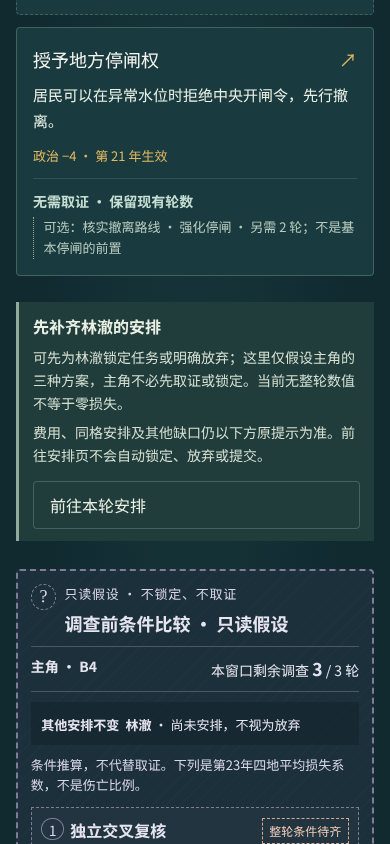 授予地方停闸权 ↗
居民可以在异常水位时拒绝中央开闸令，先行撤
离。
政治 −4 · 第 21 年生效
无需取证 · 保留现有轮数
可选：核实撤离路线 · 强化停闸 · 另需 2 轮；不是基
本停闸的前置
先补齐林澈的安排
可先为林澈锁定任务或明确放弃；这里仅假设主角的
三种方案，主角不必先取证或锁定。当前无整轮数值
不等于零损失。
费用、同格安排及其他缺口仍以下方原提示为准。前
往安排页不会自动锁定、放弃或提交。
前往本轮安排
? 只读假设 · 不锁定、不取证
调查前条件比较 · 只读假设
主角 · B4 本窗口剩余调查 3 / 3 轮
其他安排不变 林澈 · 尚未安排，不视为放弃
条件推算，不代替取证。下列是第23年四地平均损失系
数，不是伤亡比例。
1 独立交叉复核 整轮条件待齐